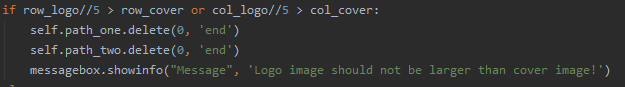 if row_logo//5 > row_cover or col_logo//5 > col_cover:
self.path_one.delete(0, 'end')
self.path_two.delete(0, 'end')
messagebox.showinfo("Message", 'Logo image should not be larger than cover image!')